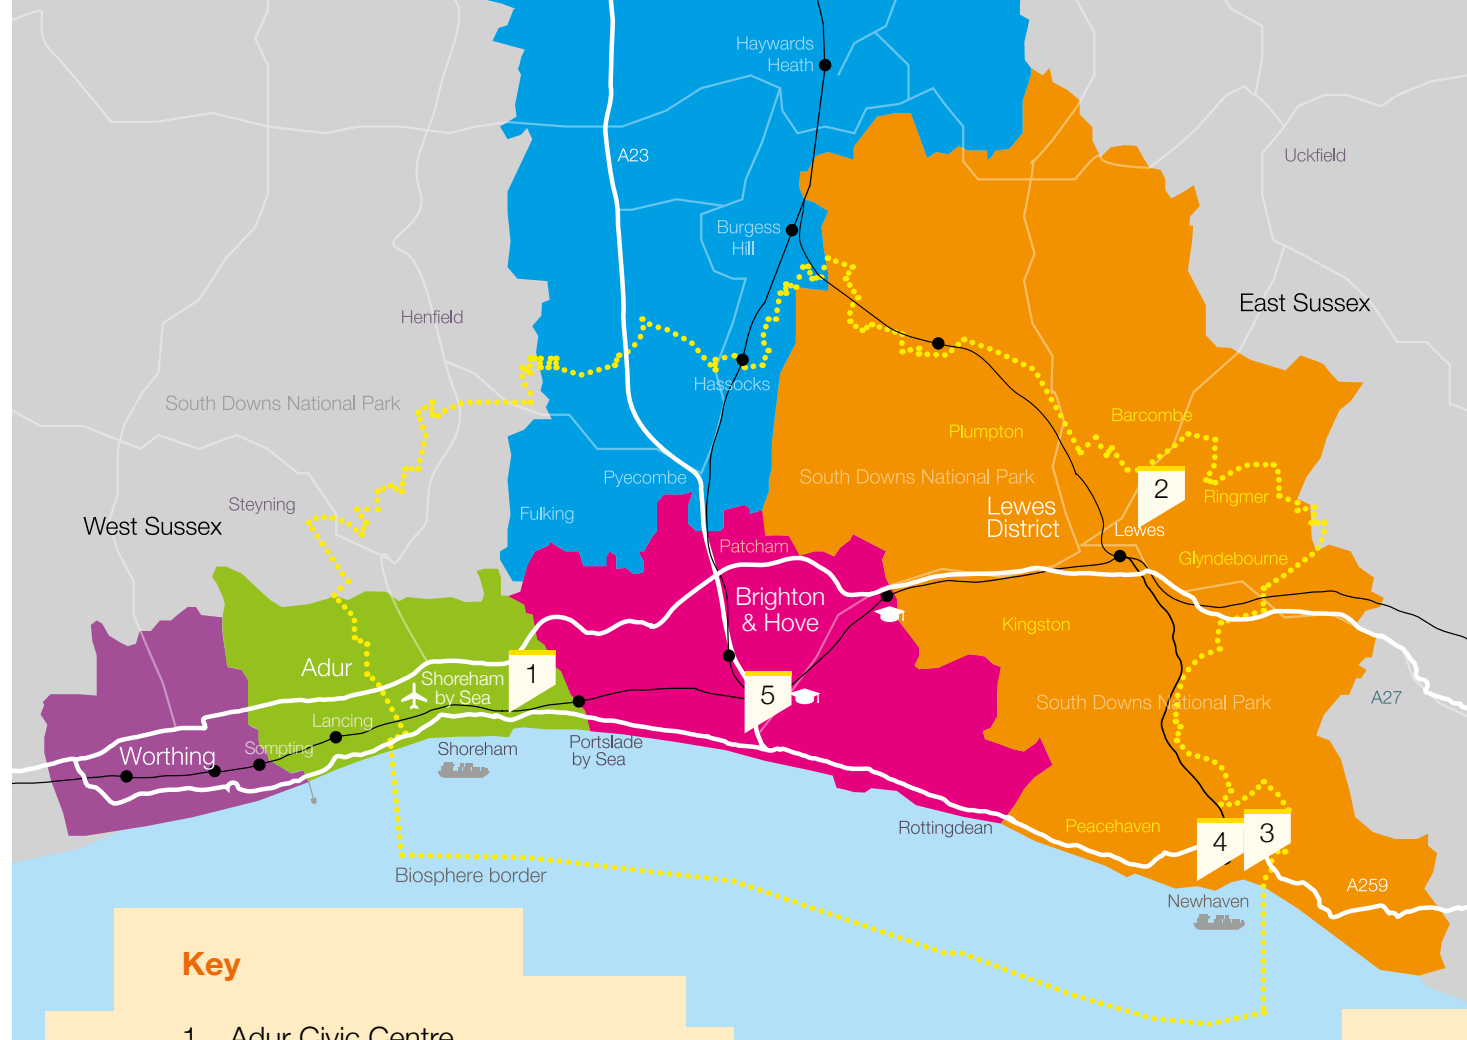 Haywards
Heath
A23
Uckfield
Burgess
Hill
East Sussex
Henfield
Hassocks
South Downs National Park
Barcombe
Plumpton
Pyecombe
South Downs National Park
2
Ringmer
Steyning
Lewes
District
Fulking
West Sussex
Lewes
Patcham
Glyndebourne
Brighton
& Hove
Kingston
Adur
1
Shoreham
by Sea
5
South Downs National Park
A27
Lancing
Sompting
Worthing
Shoreham
Portslade
by Sea
Rottingdean
Peacehaven
4
3
Biosphere border
A259
Newhaven
Key
1 Adur Civic Centre